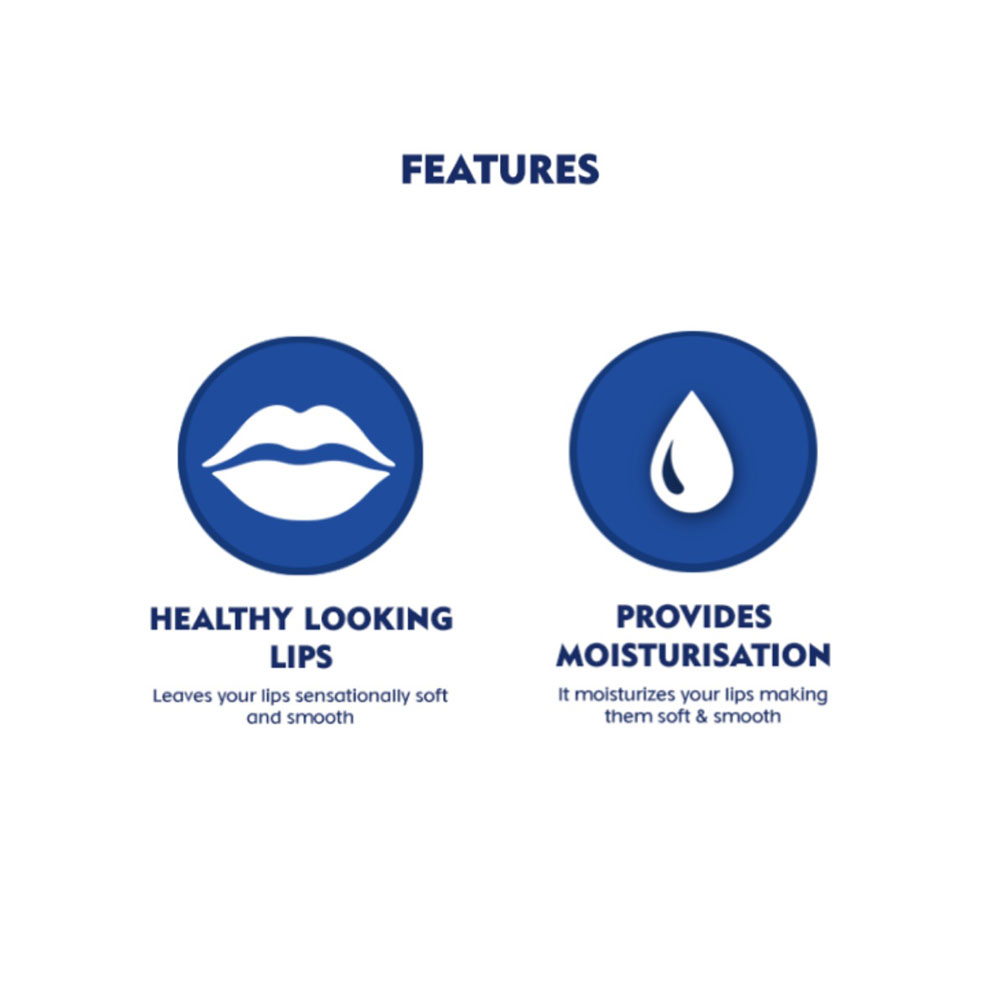 FEATURES
HEALTHY LOOKING
LIPS
Leaves your lips sensationally soft
and smooth
PROVIDES
MOISTURISATION
It moisturizes your lips making
them soft & smooth